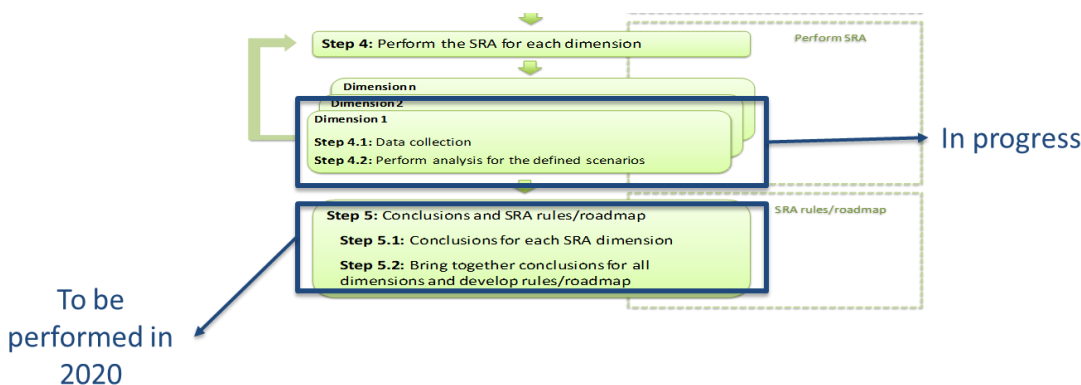 Step 4: Perform the SRA for each dimension
Perform SRA
Dimension n
Dimension 2
Dimension 1
Step 4.1: Data collection
Step 4.2: Perform analysis for the defined scenarios
In progress
SRA rules/roadmap
Step 5: Conclusions and SRA rules/roadmap
Step 5.1: Conclusions for each SRA dimension
Step 5.2: Bring together conclusions for all
dimensions and develop rules/roadmap
To be
performed in
2020